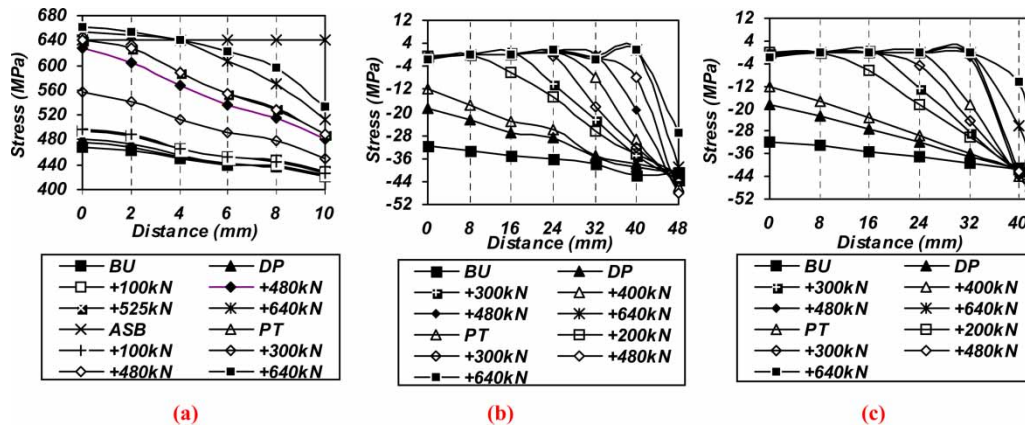 680
640
600
560
520
480
440
400
Stress (MPa)
0 2 4 6 8 10
Distance (mm)
BU DP
+100kN +480kN
+525kN +640kN
ASB PT
+100kN +300kN
+480kN +640kN
(a)
12
4
-4
-12
-20
-28
-36
-44
-52
Stress (MPa)
0 8 16 24 32 40 48
Distance (mm)
BU DP
+300kN +400kN
+480kN +640kN
PT +200kN
+300kN +480kN
+640kN
(b)
12
4
-4
-12
-20
-28
-36
-44
-52
Stress (MPa)
0 8 16 24 32 40
Distance (mm)
BU DP
+300kN +400kN
+480kN +640kN
PT +200kN
+300kN +480kN
+640kN
(c)